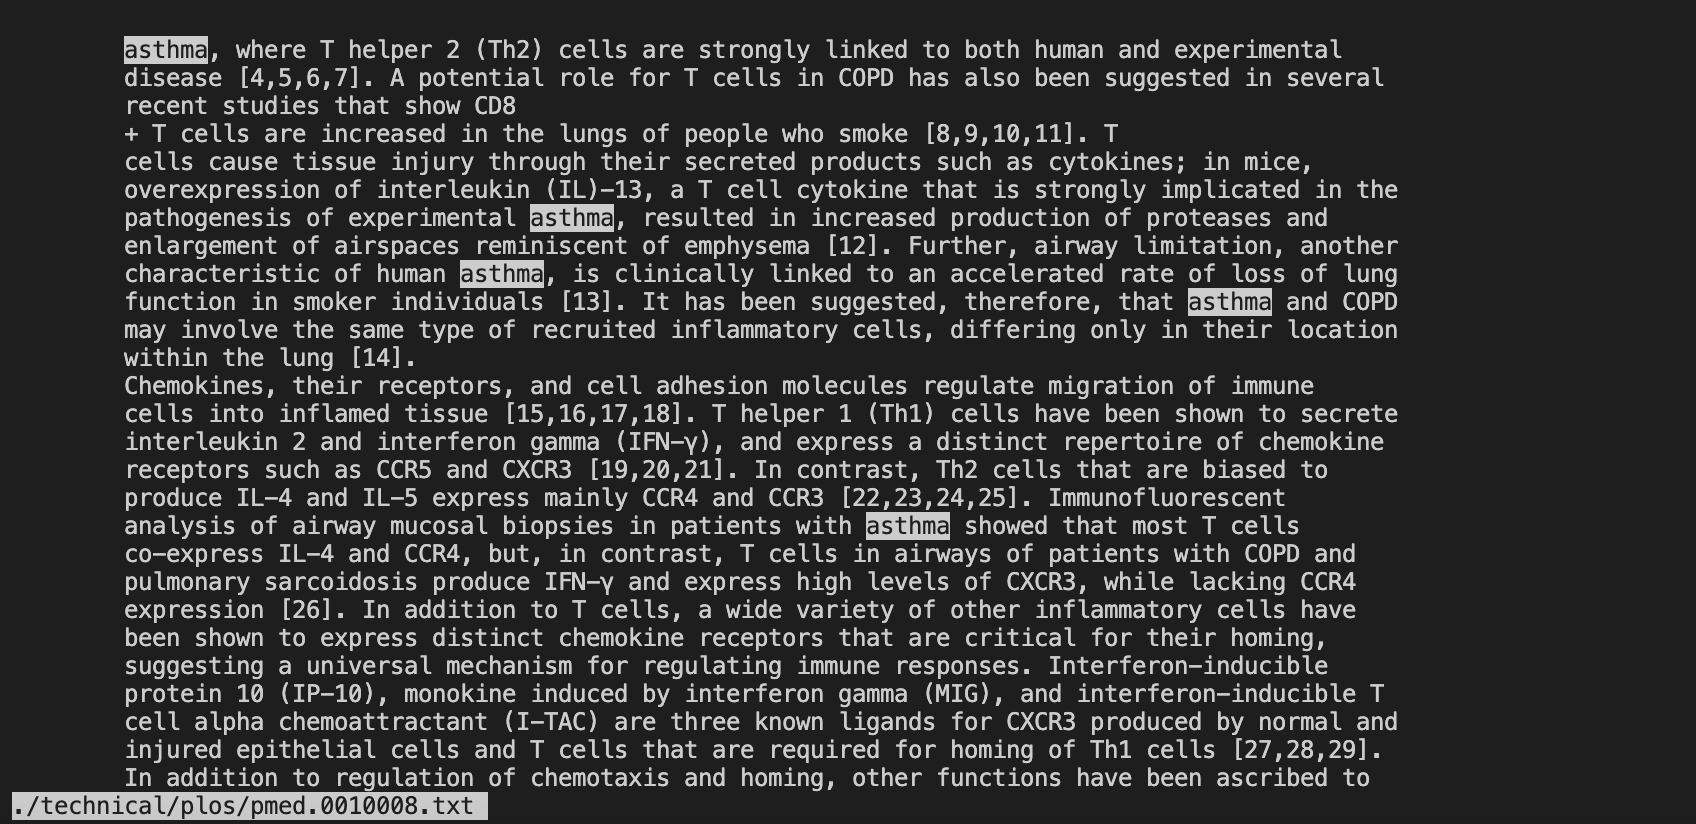 asthma, where T helper 2 (Th2) cells are strongly linked to both human and experimental
disease [4,5,6,7]. A potential role for T cells in COPD has also been suggested in several
recent studies that show CD8
+ T cells are increased in the lungs of people who smoke [8,9,10,11]. T
cells cause tissue injury through their secreted products such as cytokines; in mice,
overexpression of interleukin (IL)−13, a T cell cytokine that is strongly implicated in the
pathogenesis of experimental asthma, resulted in increased production of proteases and
enlargement of airspaces reminiscent of emphysema [12]. Further, airway limitation, another
characteristic of human asthma, is clinically linked to an accelerated rate of loss of lung
function in smoker individuals [13]. It has been suggested, therefore, that asthma and COPD
may involve the same type of recruited inflammatory cells, differing only in their location
within the lung [14].
Chemokines, their receptors, and cell adhesion molecules regulate migration of immune
cells into inflamed tissue [15,16,17,18]. T helper 1 (Th1) cells have been shown to secrete
interleukin 2 and interferon gamma (IFN−γ), and express a distinct repertoire of chemokine
receptors such as CCR5 and CXCR3 [19,20,21]. In contrast, Th2 cells that are biased to
produce IL−4 and IL−5 express mainly CCR4 and CCR3 [22,23,24,25]. Immunofluorescent
analysis of airway mucosal biopsies in patients with asthma showed that most T cells
co−express IL−4 and CCR4, but, in contrast, T cells in airways of patients with COPD and
pulmonary sarcoidosis produce IFN−γ and express high levels of CXCR3, while lacking CCR4
expression [26]. In addition to T cells, a wide variety of other inflammatory cells have
been shown to express distinct chemokine receptors that are critical for their homing,
suggesting a universal mechanism for regulating immune responses. Interferon−inducible
protein 10 (IP−10), monokine induced by interferon gamma (MIG), and interferon−inducible T
cell alpha chemoattractant (I−TAC) are three known ligands for CXCR3 produced by normal and
injured epithelial cells and T cells that are required for homing of Th1 cells [27,28,29].
In addition to regulation of chemotaxis and homing, other functions have been ascribed to
./technical/plos/pmed.0010008.txt